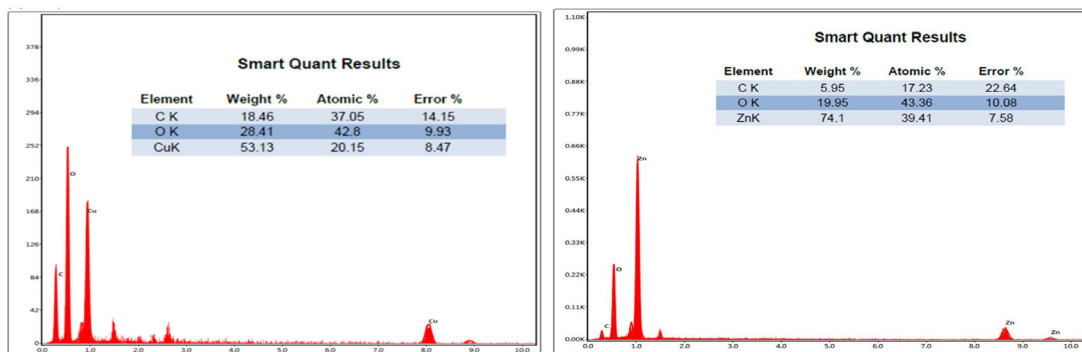 Smart Quant Results
Element Weight % Atomic % Error %
C K 18.46 37.05 14.15
O K 28.41 42.8 9.93
CuK 53.13 20.15 8.47
378
336
294
252
210
168
126
84
42
0
C
O
Cu
Cu
0.0 1.0 2.0 3.0 4.0 5.0 6.0 7.0 8.0 9.0 10.0
Smart Quant Results
Element Weight % Atomic % Error %
C K 5.95 17.23 22.64
O K 19.95 43.36 10.08
ZnK 74.1 39.41 7.58
1.10K
0.99K
0.88K
0.77K
0.66K
0.55K
0.44K
0.33K
0.22K
0.11K
0.00K
C
O
Zn
Zn
Zn
0.0 1.0 2.0 3.0 4.0 5.0 6.0 7.0 8.0 9.0 10.0